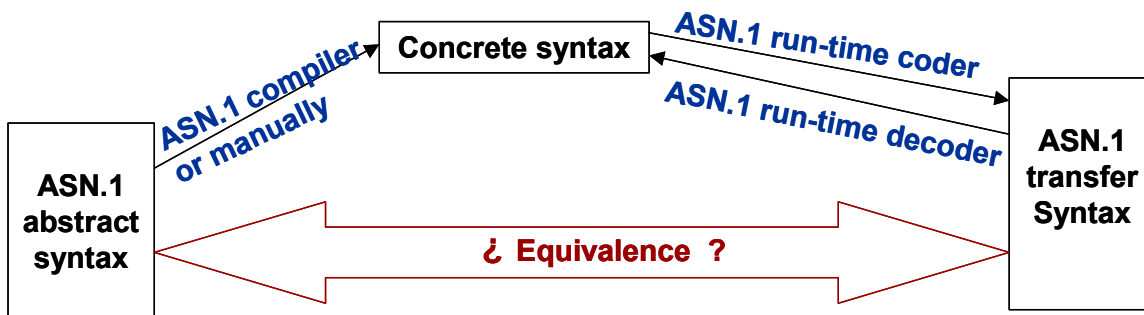 Concrete syntax
ASN.1 run-time coder
ASN.1 run-time decoder
ASN.1 compiler
or manually
ASN.1
abstract
syntax
ASN.1
transfer
Syntax
¿ Equivalence ?